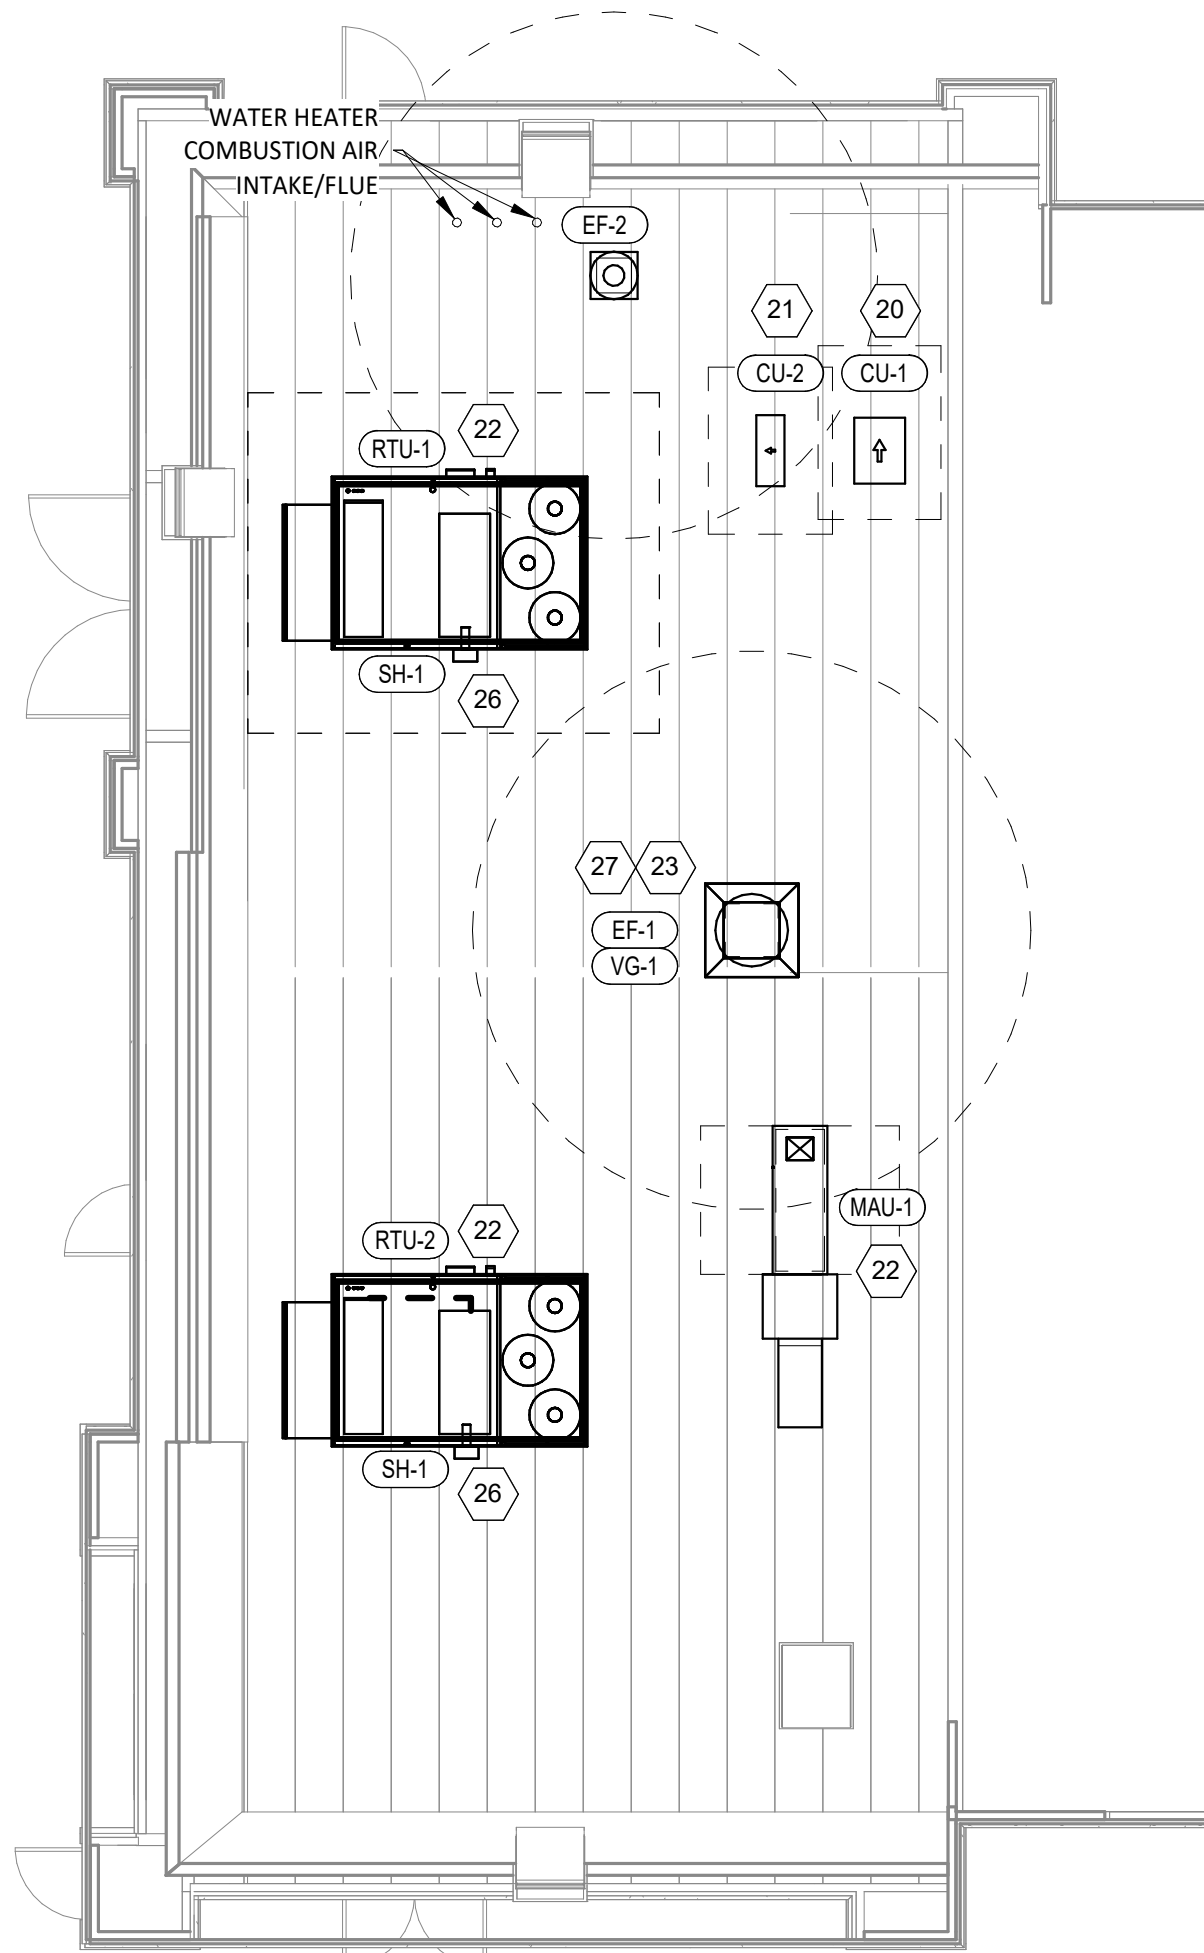 WATER HEATER
COMBUSTION AIR
INTAKE/FLUE
EF-2
21
20
CU-2
CU-1
22
RTU-1
SH-1
26
27
23
EF-1
VG-1
MAU-1
22
RTU-2
22
SH-1
26